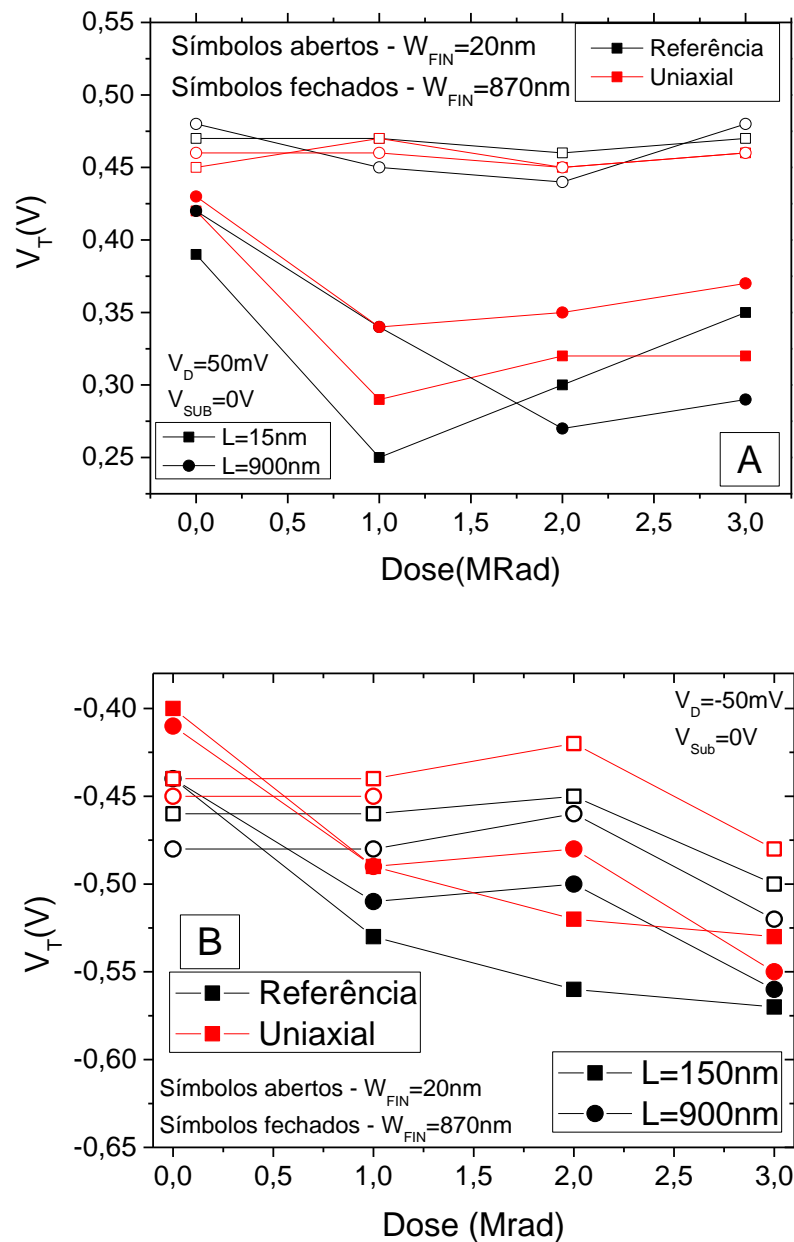 Símbolos abertos - WFIN=20nm
Símbolos fechados - WFIN=870nm
Referência
Uniaxial
0,55
0,50
0,45
0,40
0,35
0,30
0,25
VT(V)
VD=50mV
VSUB=0V
L=15nm
L=900nm
A
0,0 0,5 1,0 1,5 2,0 2,5 3,0
Dose(MRad)
VD=-50mV
VSub=0V
-0,40
-0,45
-0,50
-0,55
-0,60
-0,65
VT(V)
B
Referência
Uniaxial
L=150nm
L=900nm
Símbolos abertos - WFIN=20nm
Símbolos fechados - WFIN=870nm
0,0 0,5 1,0 1,5 2,0 2,5 3,0
Dose (Mrad)